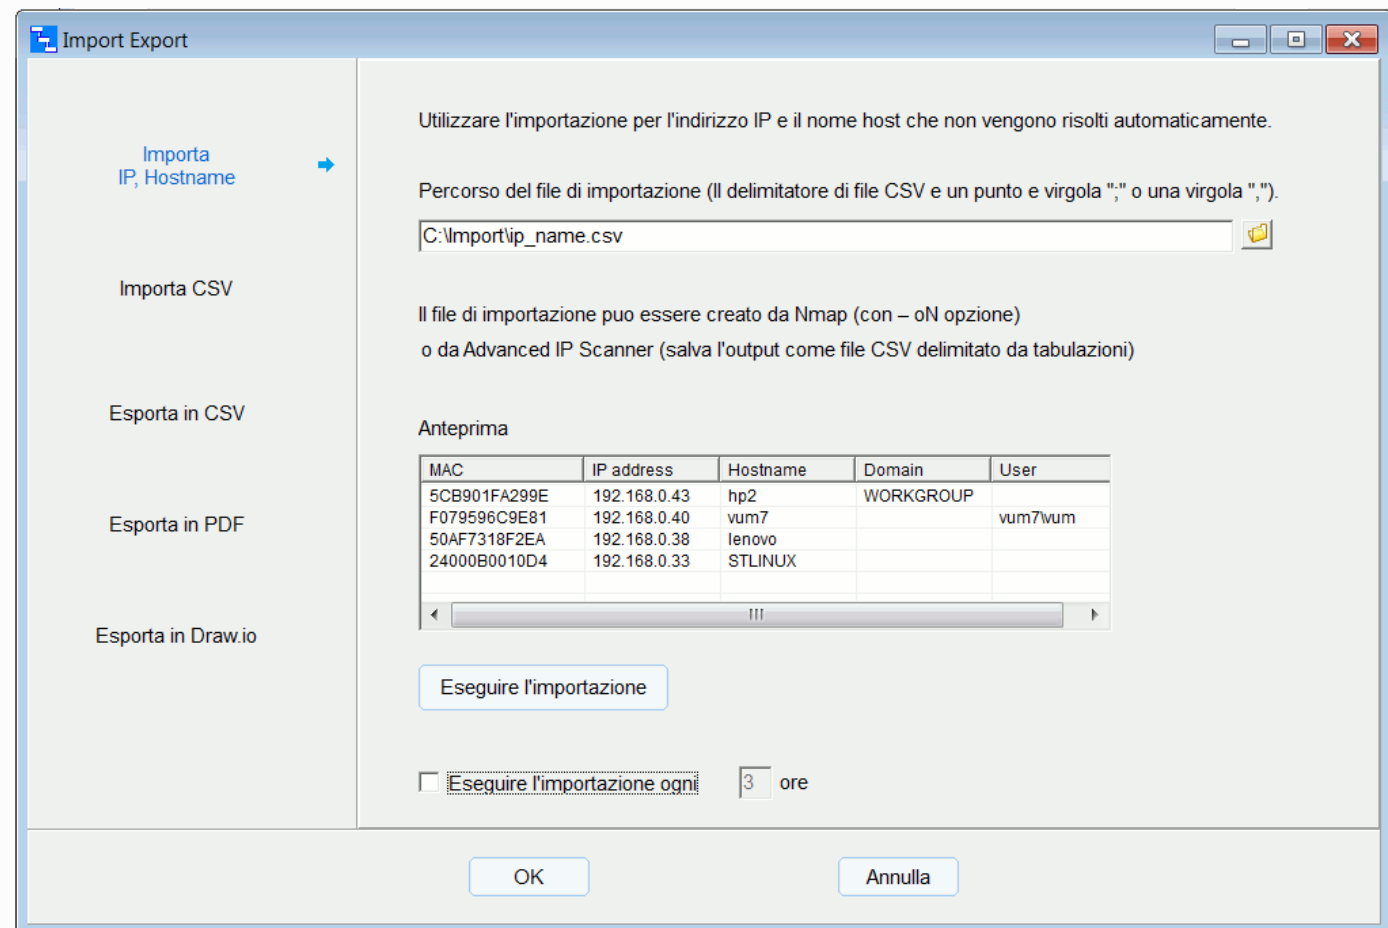 Import Export
Importa
IP, Hostname
Importa CSV
Esporta in CSV
Esporta in PDF
Esporta in Draw.io
Utilizzare l'importazione per l'indirizzo IP e il nome host che non vengono risolti automaticamente.
Percorso del file di importazione (Il delimitatore di file CSV e un punto e virgola ";" o una virgola ",").
C:\Import\ip_name.csv
Il file di importazione puo essere creato da Nmap (con – oN opzione)
o da Advanced IP Scanner (salva l'output come file CSV delimitato da tabulazioni)
Anteprima
MAC IP address Hostname Domain User
5CB901FA299E 192.168.0.43 hp2 WORKGROUP
F079596C9E81 192.168.0.40 vum7 vum7\vum
50AF7318F2EA 192.168.0.38 lenovo
24000B0010D4 192.168.0.33 STLINUX
Eseguire l'importazione
Eseguire l'importazione ogni 3 ore
OK Annulla